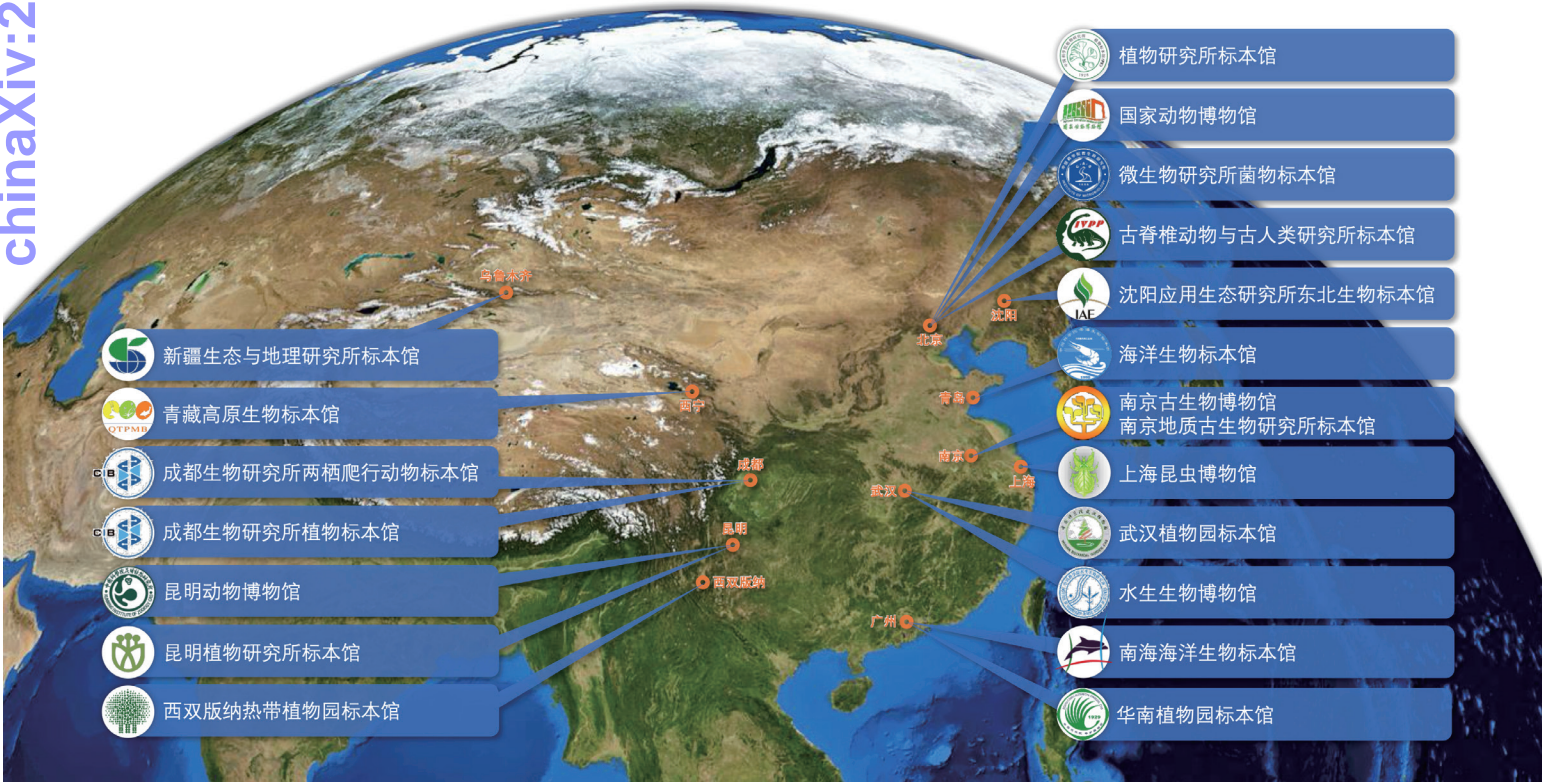 chinaXiv:2
植物研究所标本馆
国家动物博物馆
微生物研究所菌物标本馆
IVPP
古脊椎动物与古人类研究所标本馆
IAE
沈阳应用生态研究所东北生物标本馆
海洋生物标本馆
南京古生物博物馆
南京地质古生物研究所标本馆
上海昆虫博物馆
武汉植物园标本馆
水生生物博物馆
南海海洋生物标本馆
华南植物园标本馆
乌鲁木齐
沈阳
北京
西宁
青岛
南京
成都
上海
武汉
昆明
西双版纳
广州
新疆生态与地理研究所标本馆
QTPMB
青藏高原生物标本馆
CIB
成都生物研究所两栖爬行动物标本馆
CIB
成都生物研究所植物标本馆
昆明动物博物馆
昆明植物研究所标本馆
西双版纳热带植物园标本馆